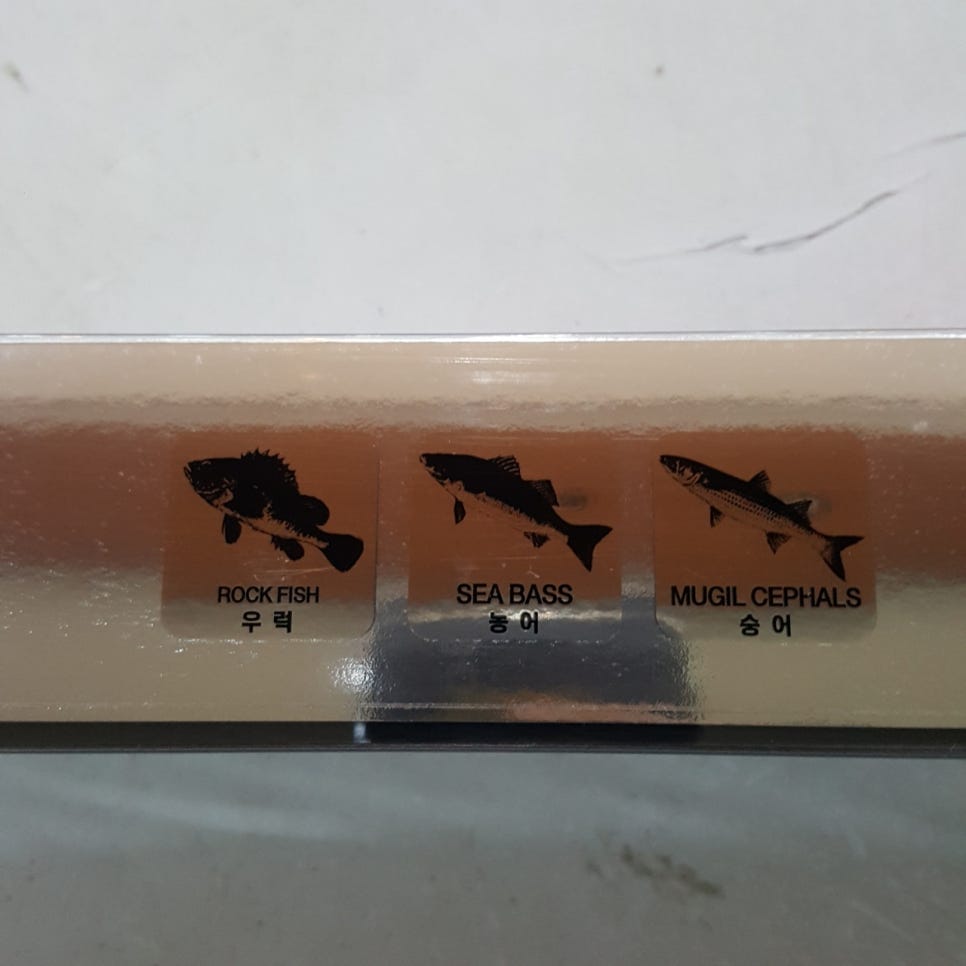 ROCK FISH
우럭
SEA BASS
농어
MUGIL CEPHALS
숭어